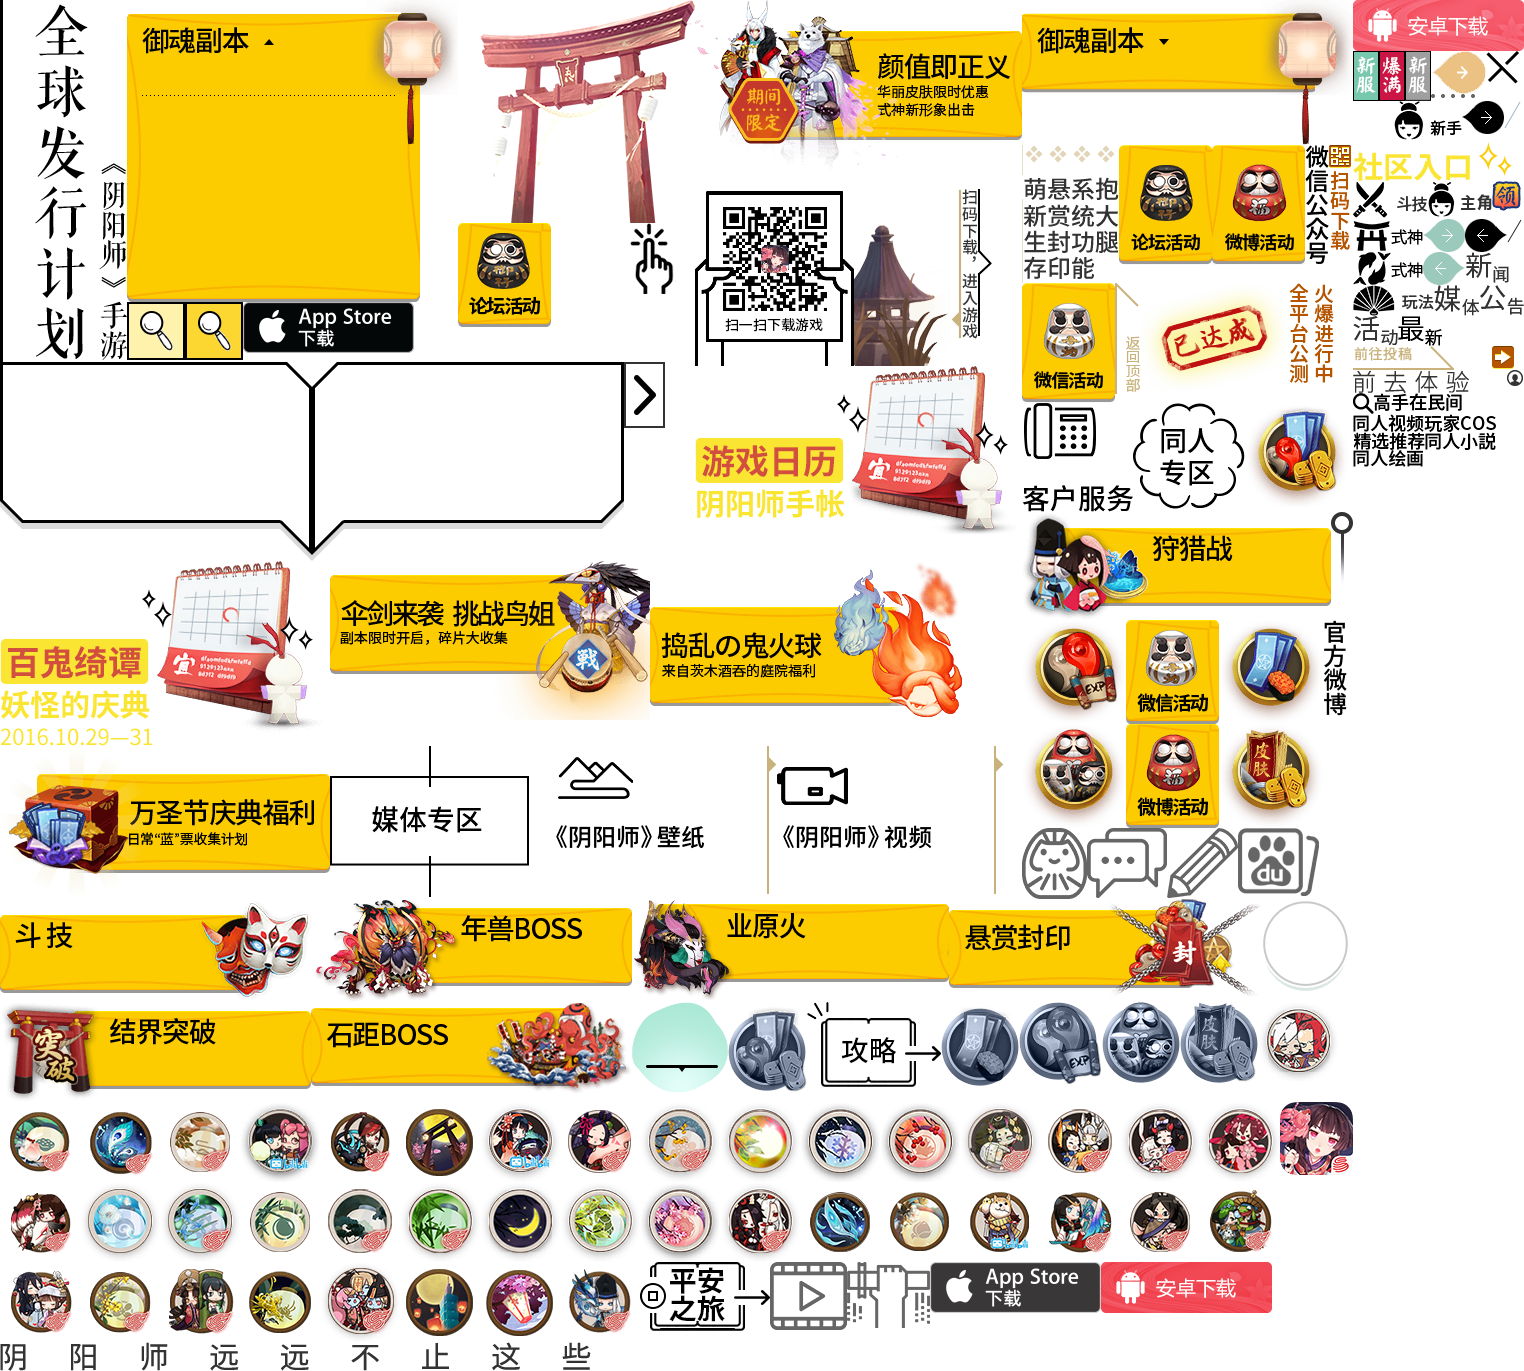 全球发行计划
《阴阳师》手游
御魂副本
App Store
下载
论坛活动
期间
限定
颜值即正义
华丽皮肤限时优惠
式神新形象出击
御魂副本
安卓下载
新服
爆满
新服
新手
社区入口
萌悬系抱
新赏统大
生封功腿
存印能
论坛活动
微博活动
微信公众号
扫码下载
斗技
主角
领
式神
式神
新闻
玩法
媒体
公告
活动
最新
前往投稿
前去体验
高手在民间
同人视频玩家COS
精选推荐同人小説
同人绘画
扫一扫下载游戏
扫码下载,进入游戏
微信活动
返回顶部
已达成
全平台公测
火爆进行中
游戏日历
阴阳师手帐
宜
同人
专区
客户服务
狩猎战
百鬼绮谭
妖怪的庆典
2016.10.29—31
宜
伞剑来袭 挑战鸟姐
副本限时开启，碎片大收集
戦
捣乱の鬼火球
来自茨木酒吞的庭院福利
EXP
微信活动
官方微博
微博活动
皮肤
万圣节庆典福利
日常“蓝”票收集计划
媒体专区
《阴阳师》壁纸
《阴阳师》视频
du
斗技
年兽BOSS
业原火
悬赏封印
封
突破
结界突破
石距BOSS
攻略
EXP
皮肤
平安
之旅
App Store
下载
安卓下载
阴阳师远远不止这些